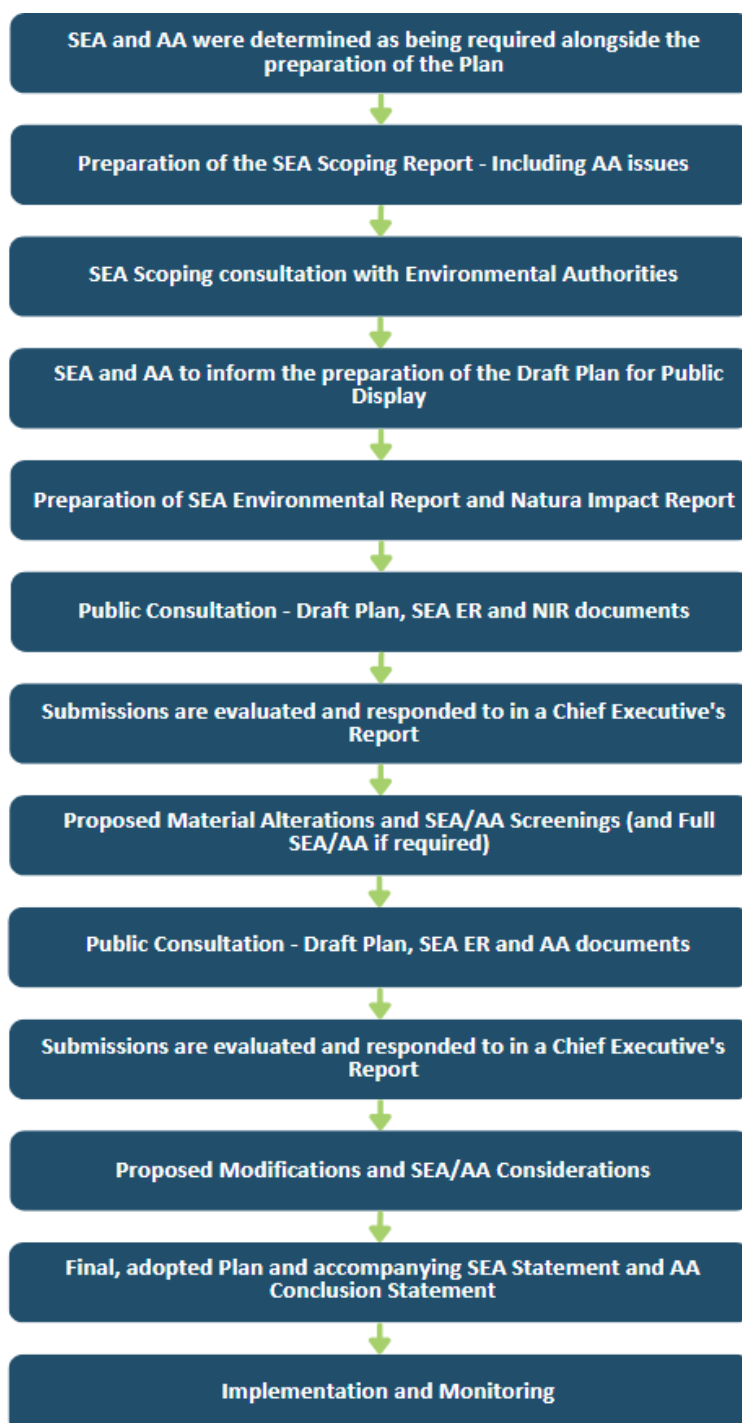 SEA and AA were determined as being required alongside the
preparation of the Plan
Preparation of the SEA Scoping Report - Including AA issues
SEA Scoping consultation with Environmental Authorities
SEA and AA to inform the preparation of the Draft Plan for Public
Display
Preparation of SEA Environmental Report and Natura Impact Report
Public Consultation - Draft Plan, SEA ER and NIR documents
Submissions are evaluated and responded to in a Chief Executive's
Report
Proposed Material Alterations and SEA/AA Screenings (and Full
SEA/AA if required)
Public Consultation - Draft Plan, SEA ER and AA documents
Submissions are evaluated and responded to in a Chief Executive's
Report
Proposed Modifications and SEA/AA Considerations
Final, adopted Plan and accompanying SEA Statement and AA
Conclusion Statement
Implementation and Monitoring